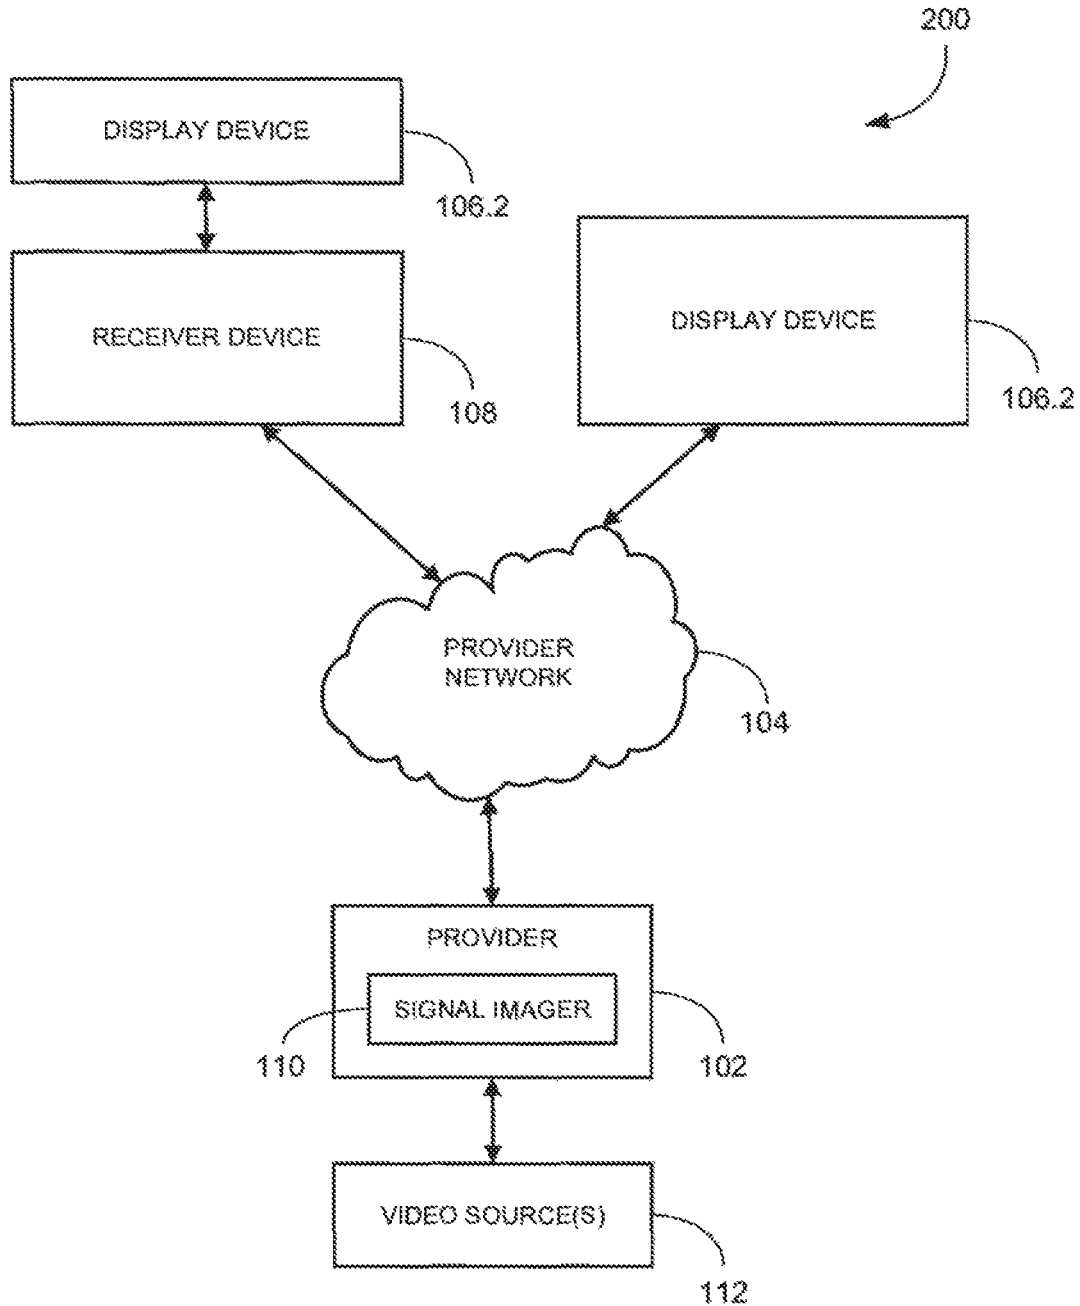 200
DISPLAY DEVICE
106.2
RECEIVER DEVICE
108
DISPLAY DEVICE
106.2
PROVIDER
NETWORK
104
PROVIDER
SIGNAL IMAGER
110
102
VIDEO SOURCE(S)
112